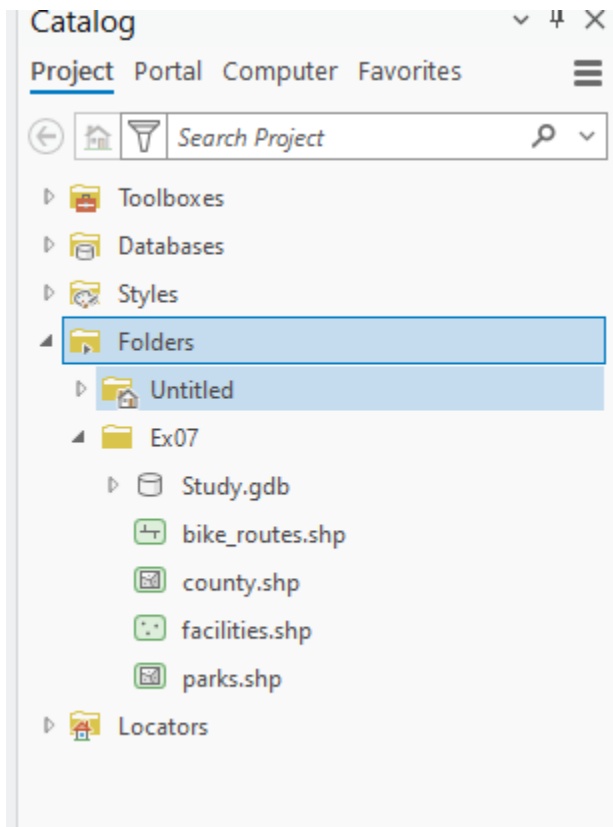 Catalog
Project Portal Computer Favorites
Search Project
Toolboxes
Databases
Styles
Folders
Untitled
Ex07
Study.gdb
bike_routes.shp
county.shp
facilities.shp
parks.shp
Locators